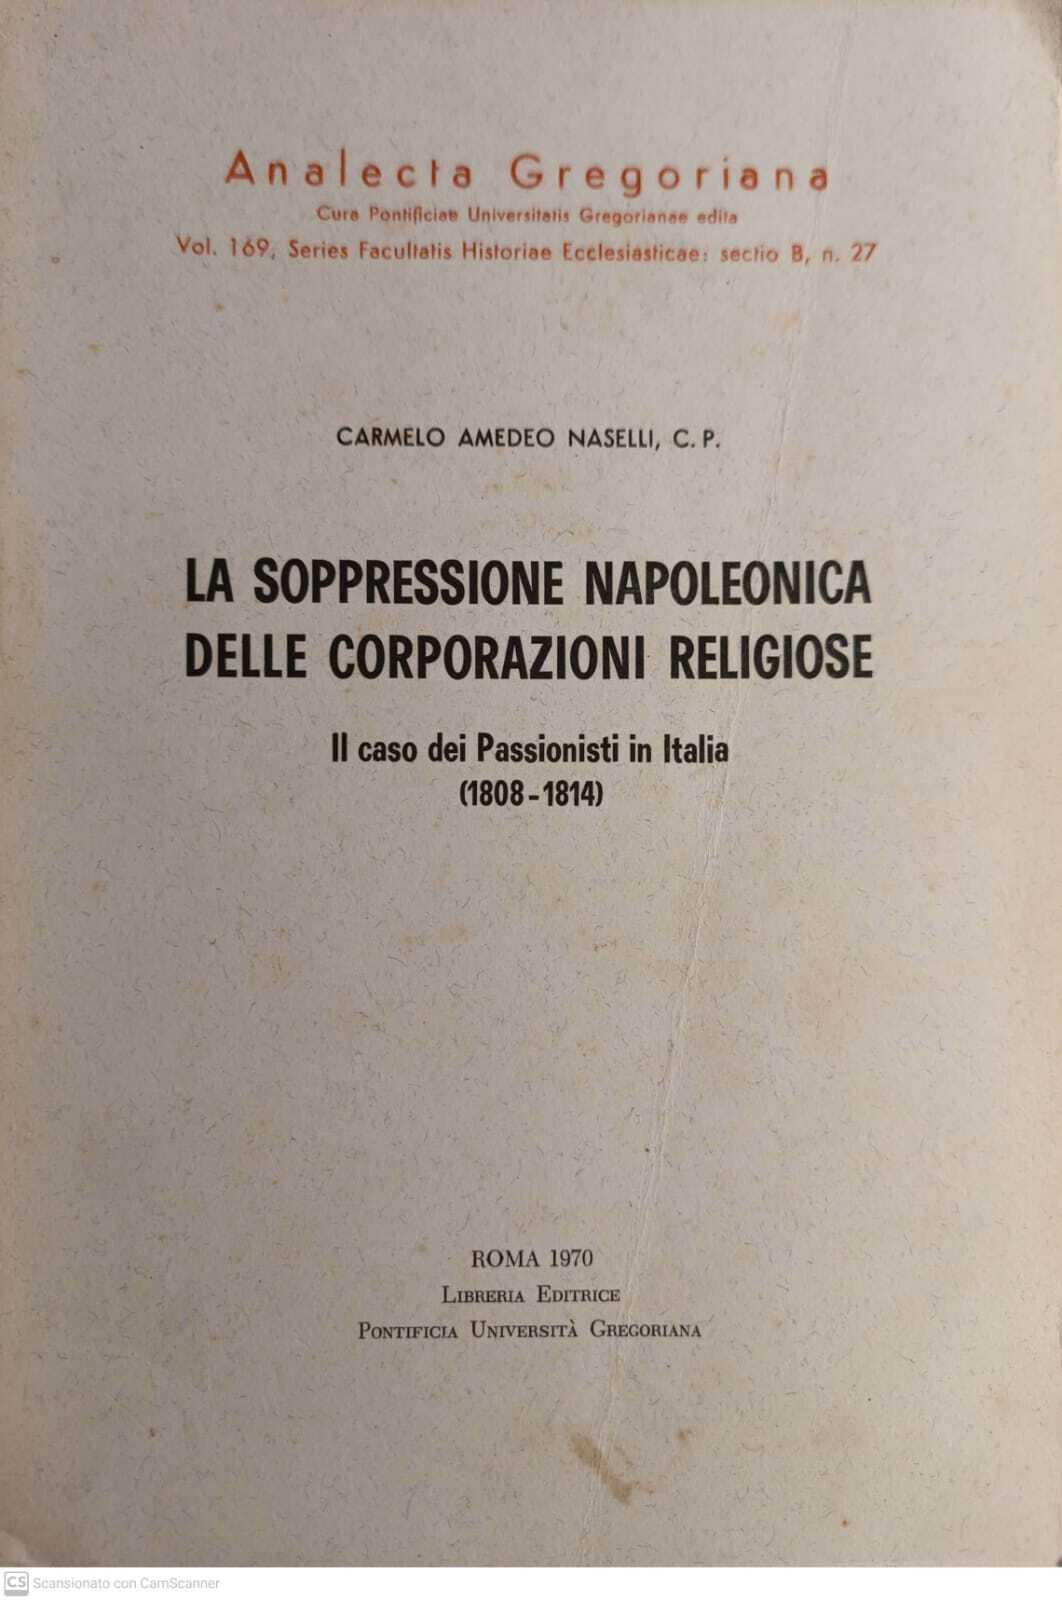 Analecta Gregoriana
Cura Pontificiae Universitatis Gregorianae edita
Vol. 169, Series Facultatis Historiae Ecclesiasticae: sectio B, n. 27
CARMELO AMEDEO NASELLI, C. P.
LA SOPPRESSIONE NAPOLEONICA
DELLE CORPORAZIONI RELIGIOSE
Il caso dei Passionisti in Italia
(1808-1814)
ROMA 1970
LIBRERIA EDITRICE
PONTIFICIA UNIVERSITÀ GREGORIANA
CS Scansionato con CamScanner